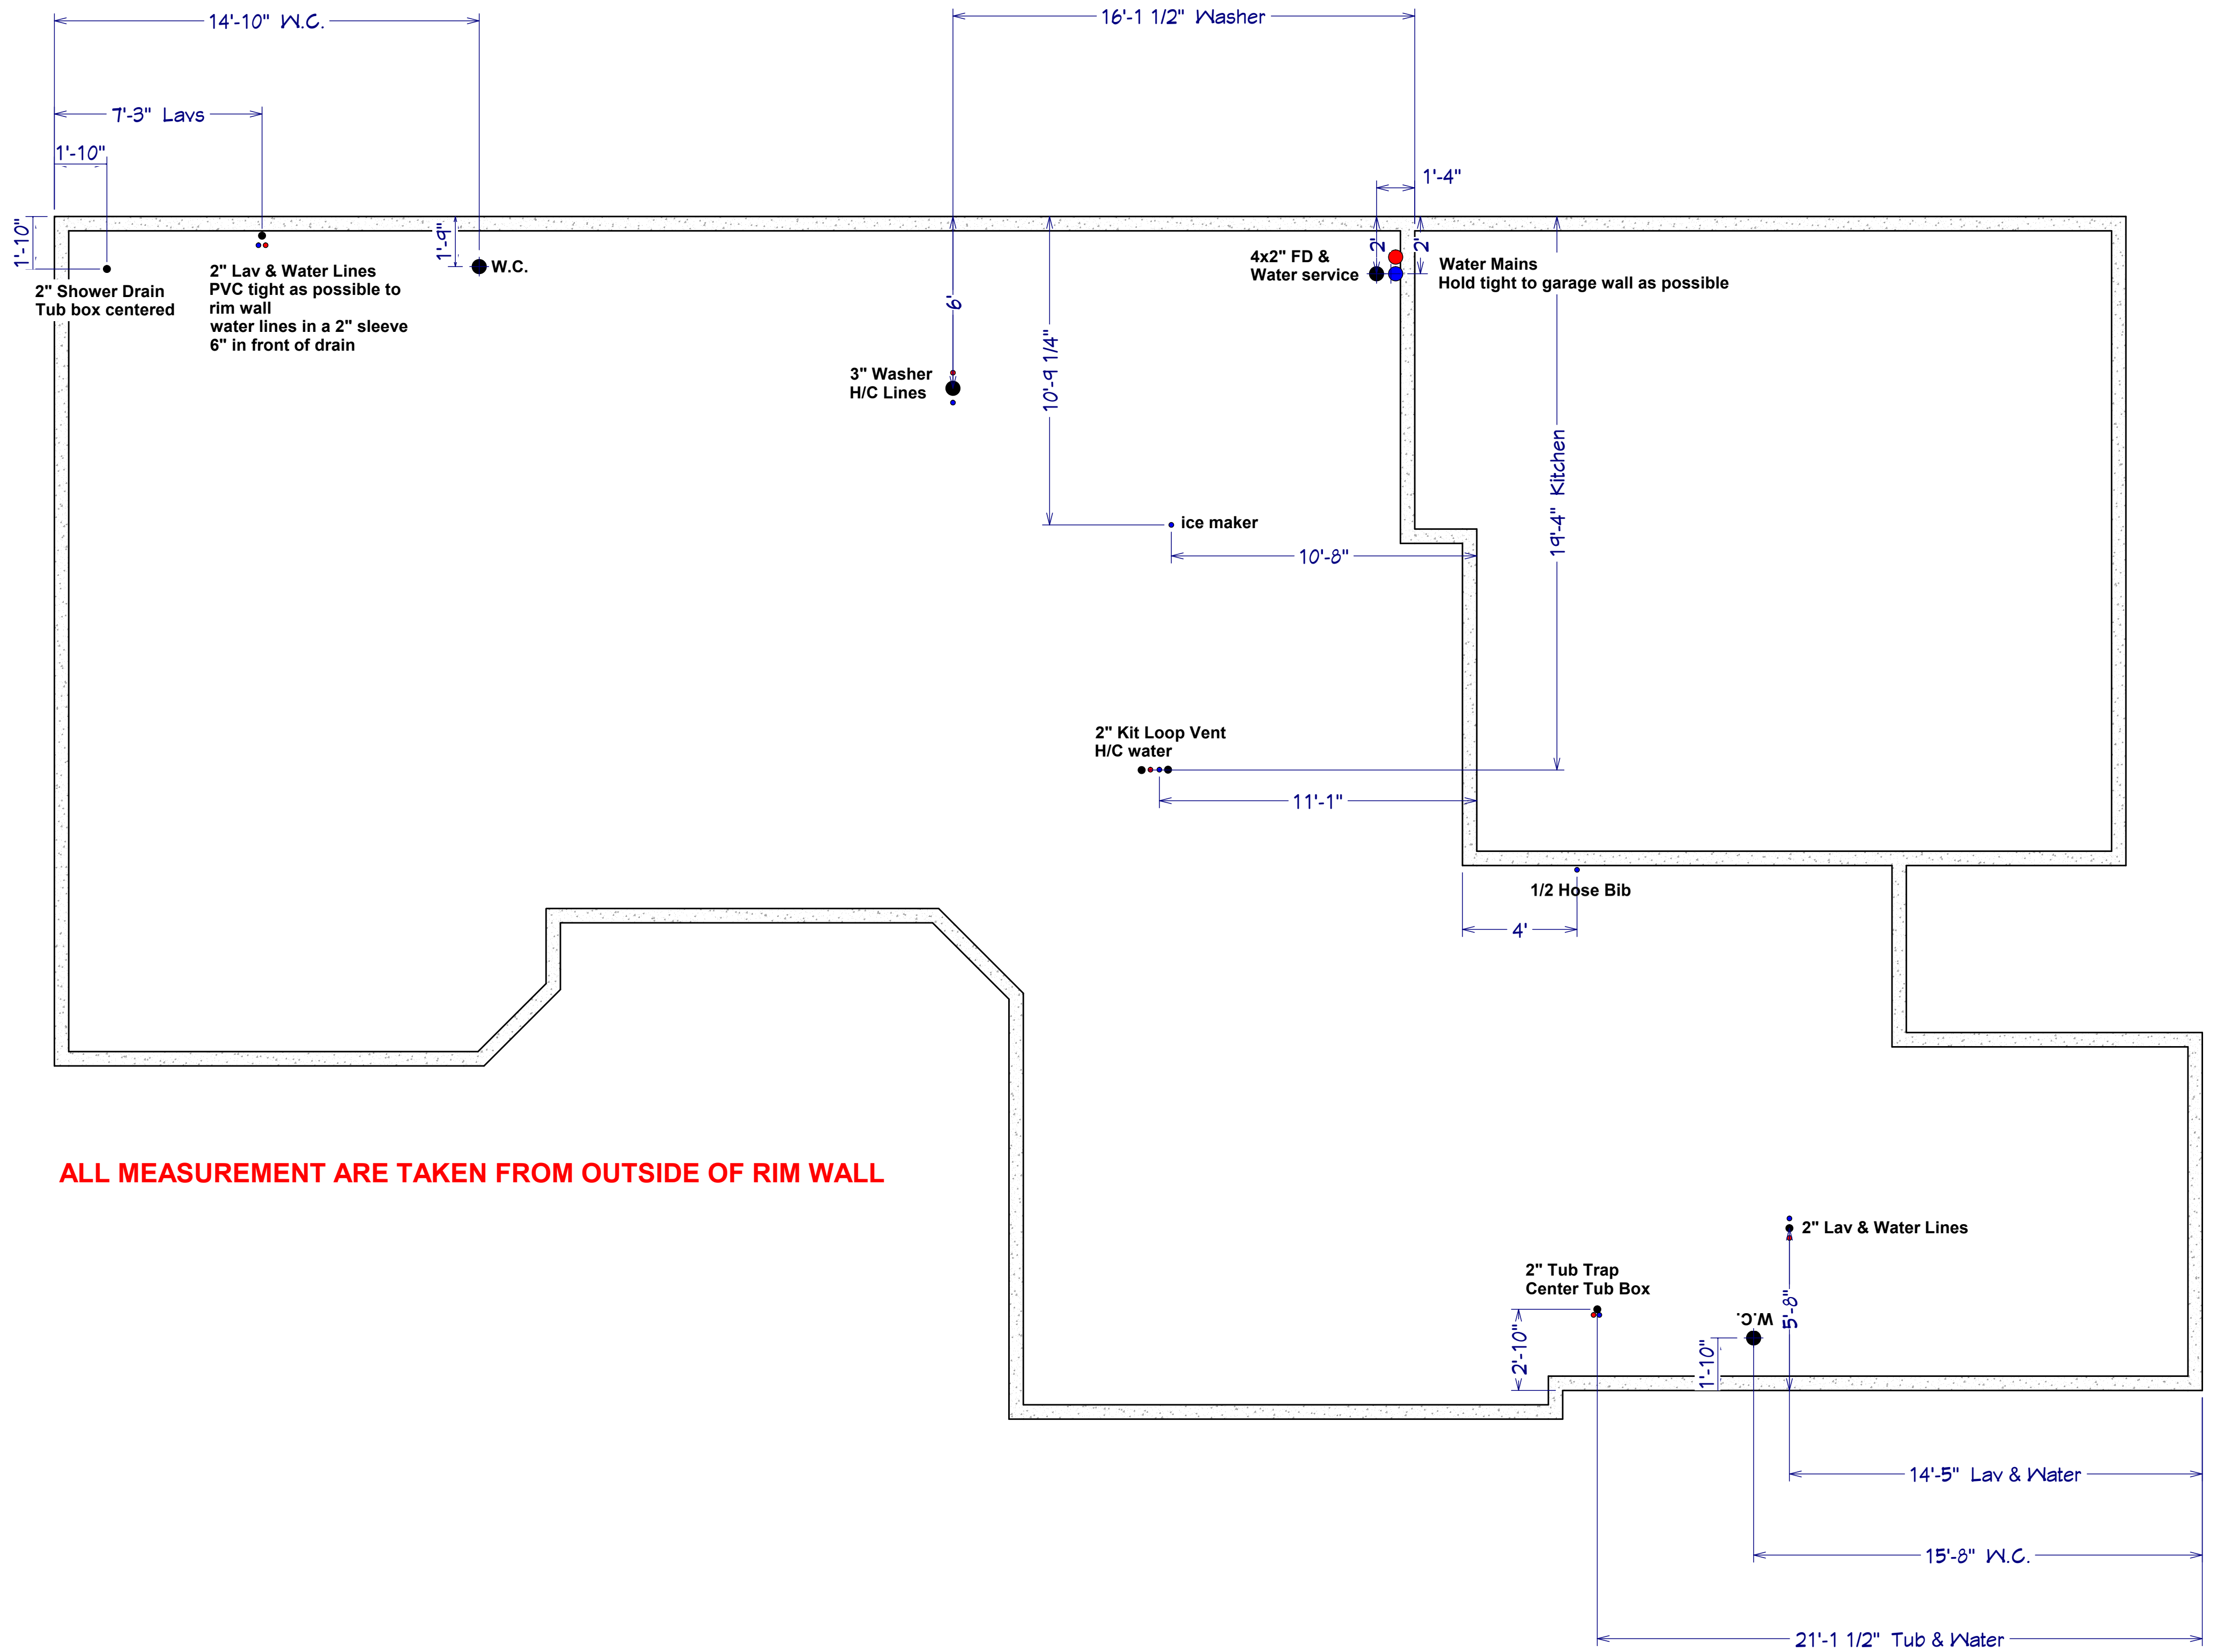 14'-10" W.C.
16'-1 1/2" Washer
7'-3" Lavs
1'-10"
1'-4"
1'-10"
1'-9"
2'
2'
W.C.
4x2" FD &
Water service
Water Mains
Hold tight to garage wall as possible
2" Shower Drain
Tub box centered
2" Lav & Water Lines
PVC tight as possible to
rim wall
water lines in a 2" sleeve
6" in front of drain
6'
3" Washer
H/C Lines
10'-9 1/4"
19'-4" Kitchen
ice maker
10'-8"
2" Kit Loop Vent
H/C water
11'-1"
1/2 Hose Bib
4'
ALL MEASUREMENT ARE TAKEN FROM OUTSIDE OF RIM WALL
2" Lav & Water Lines
2" Tub Trap
Center Tub Box
W.C.
5'-8"
2'-10"
1'-10"
14'-5" Lav & Water
15'-8" W.C.
21'-1 1/2" Tub & Water